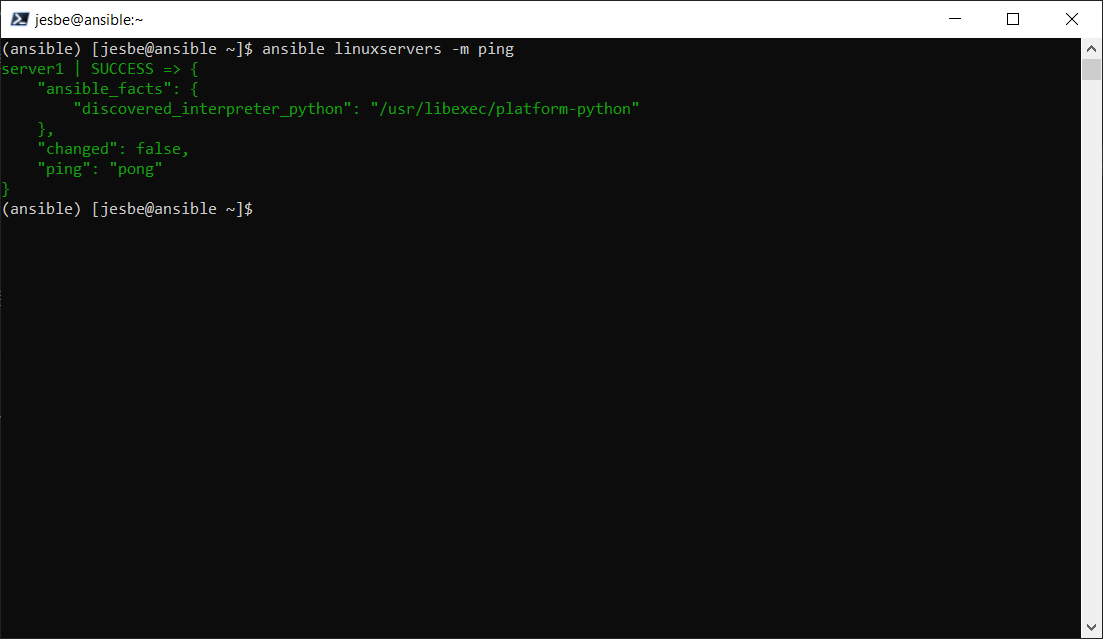 jesbe@ansible:~
(ansible) [jesbe@ansible ~]$ ansible linuxservers -m ping
server1 | SUCCESS => {
    "ansible_facts": {
        "discovered_interpreter_python": "/usr/libexec/platform-python"
    },
    "changed": false,
    "ping": "pong"
}
(ansible) [jesbe@ansible ~]$